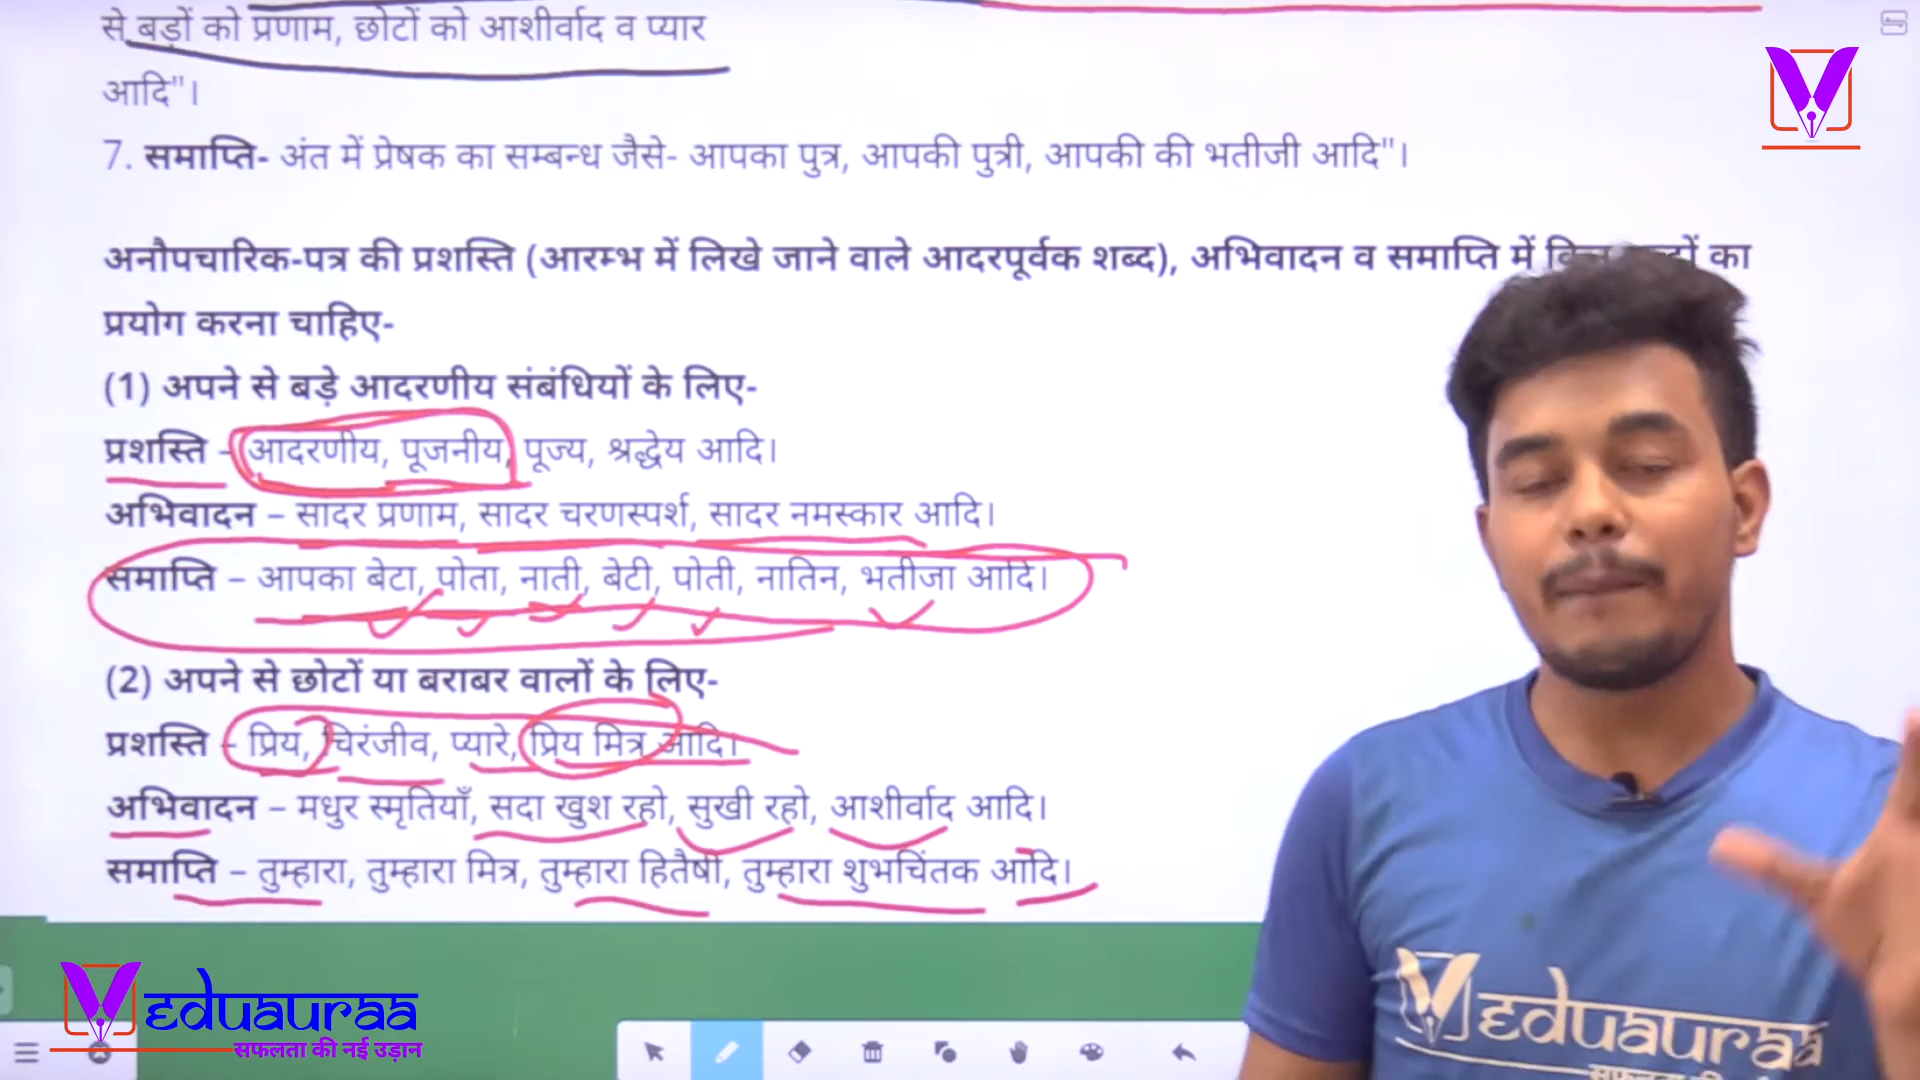 से बड़ों को प्रणाम, छोटों को आशीर्वाद व प्यार
आदि"।
7. समाप्ति- अंत में प्रेषक का सम्बन्ध जैसे- आपका पुत्र, आपकी पुत्री, आपकी की भतीजी आदि"।
अनौपचारिक-पत्र की प्रशस्ति (आरम्भ में लिखे जाने वाले आदरपूर्वक शब्द), अभिवादन व समाप्ति में का
प्रयोग करना चाहिए-
(1) अपने से बड़े आदरणीय संबंधियों के लिए-
प्रशस्ति - आदरणीय, पूजनीय, पूज्य, श्रद्धेय आदि।
अभिवादन – सादर प्रणाम, सादर चरणस्पर्श, सादर नमस्कार आदि।
समाप्ति – आपका बेटा, पोता, नाती, बेटी, पोती, नातिन, भतीजा आदि।
(2) अपने से छोटों या बराबर वालों के लिए-
प्रशस्ति - प्रिय, चिरंजीव, प्यारे, प्रिय मित्र आदि।
अभिवादन – मधुर स्मृतियाँ, सदा खुश रहो, सुखी रहो, आशीर्वाद आदि।
समाप्ति – तुम्हारा, तुम्हारा मित्र, तुम्हारा हितैषी, तुम्हारा शुभचिंतक आदि।
eduauraa
सफलता की नई उड़ान
eduauraa